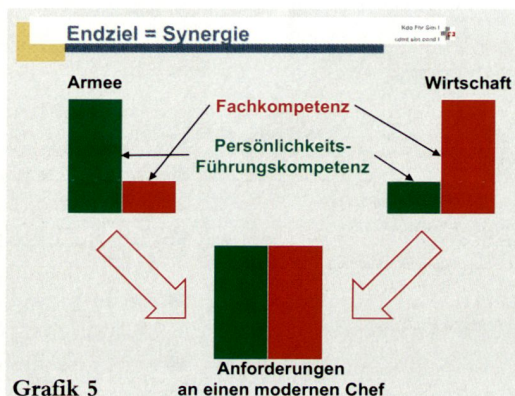 Endziel = Synergie
Armee
Wirtschaft
Fachkompetenz
Persönlichkeits-
Führungskompetenz
Anforderungen
an einen modernen Chef
Grafik 5